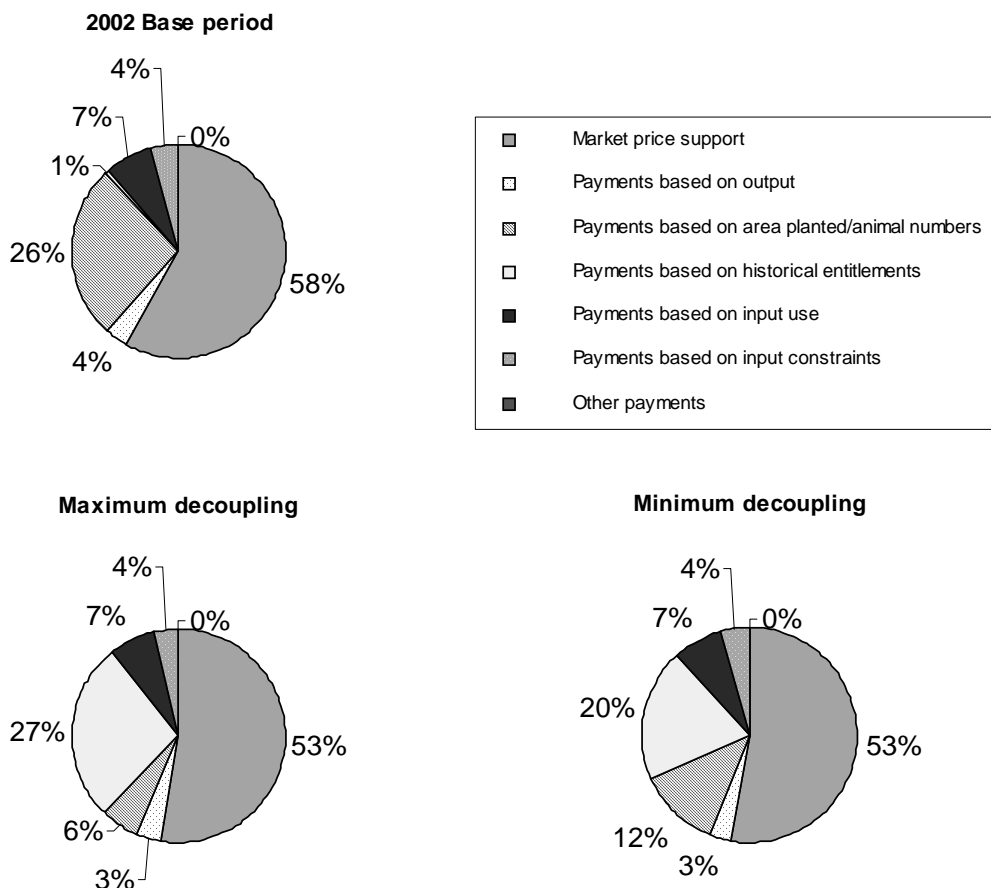 2002 Base period
4%
7%
0%
1%
26%
58%
4%
Market price support
Payments based on output
Payments based on area planted/animal numbers
Payments based on historical entitlements
Payments based on input use
Payments based on input constraints
Other payments
Maximum decoupling
4%
7%
0%
27%
53%
6%
3%
Minimum decoupling
4%
7%
0%
20%
53%
12%
3%